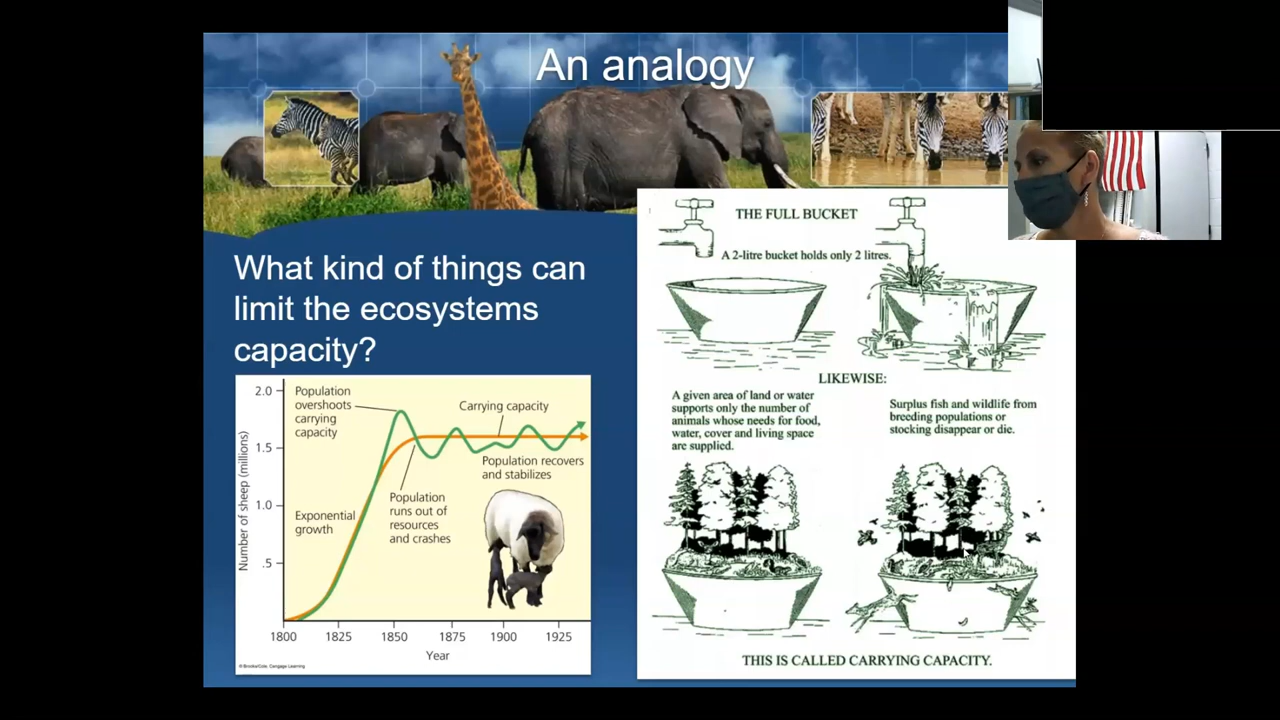 An analogy
What kind of things can
limit the ecosystems
capacity?
2.0
1.5
1.0
.5
Number of sheep (millions)
Population
overshoots
carrying
capacity
Carrying capacity
Population recovers
and stabilizes
Population
runs out of
resources
and crashes
Exponential
growth
1800 1825 1850 1875 1900 1925
Year
© Brooks/Cole, Cengage Learning
THE FULL BUCKET
A 2-litre bucket holds only 2 litres.
LIKEWISE:
A given area of land or water
supports only the number of
animals whose needs for food,
water, cover and living space
are supplied.
Surplus fish and wildlife from
breeding populations or
stocking disappear or die.
THIS IS CALLED CARRYING CAPACITY.